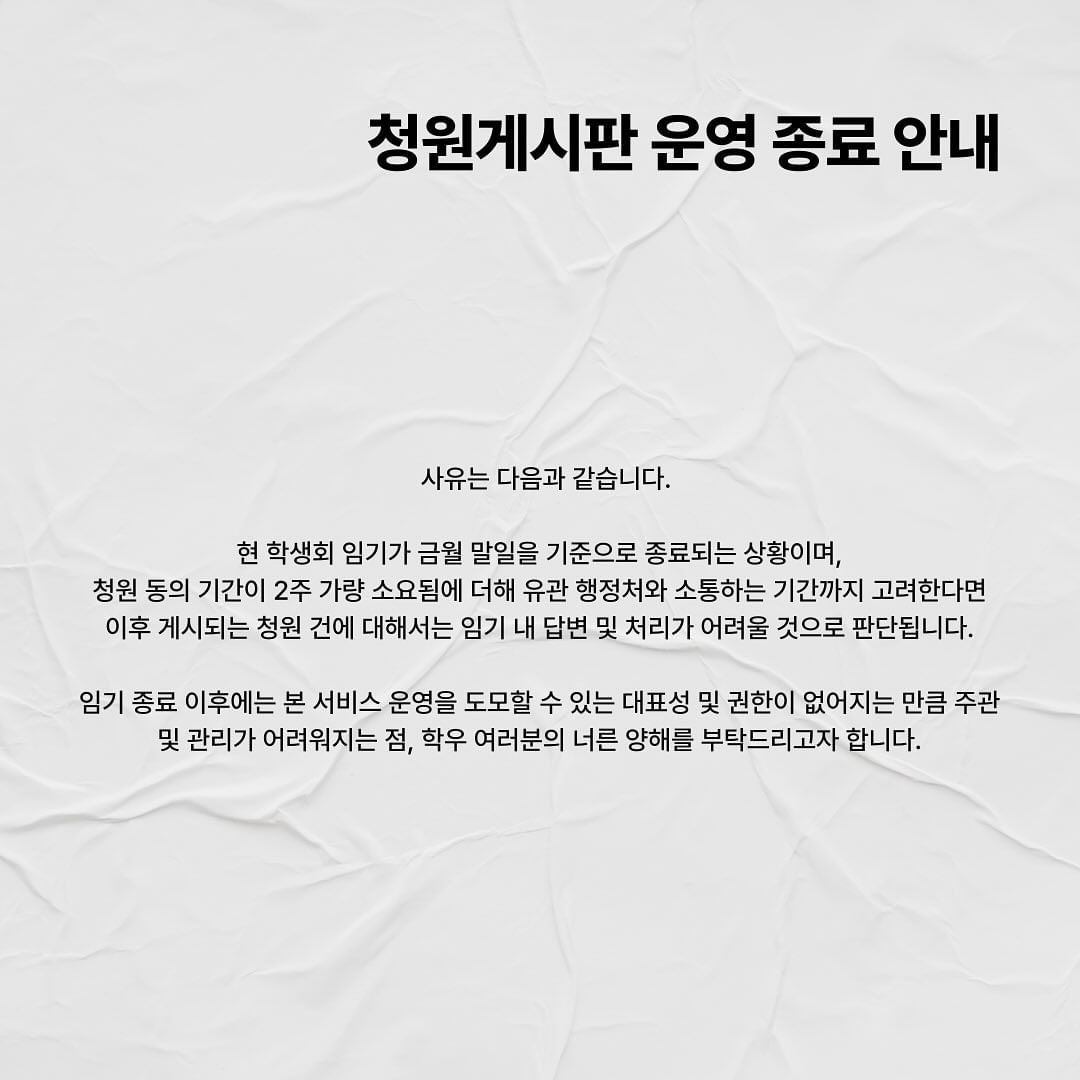 청원게시판 운영 종료 안내
사유는 다음과 같습니다.
현 학생회 임기가 금월 말일을 기준으로 종료되는 상황이며,
청원 동의 기간이 2주 가량 소요됨에 더해 유관 행정처와 소통하는 기간까지 고려한다면
이후 게시되는 청원 건에 대해서는 임기 내 답변 및 처리가 어려울 것으로 판단됩니다.
임기 종료 이후에는 본 서비스 운영을 도모할 수 있는 대표성 및 권한이 없어지는 만큼 주관
및 관리가 어려워지는 점, 학우 여러분의 너른 양해를 부탁드리고자 합니다.